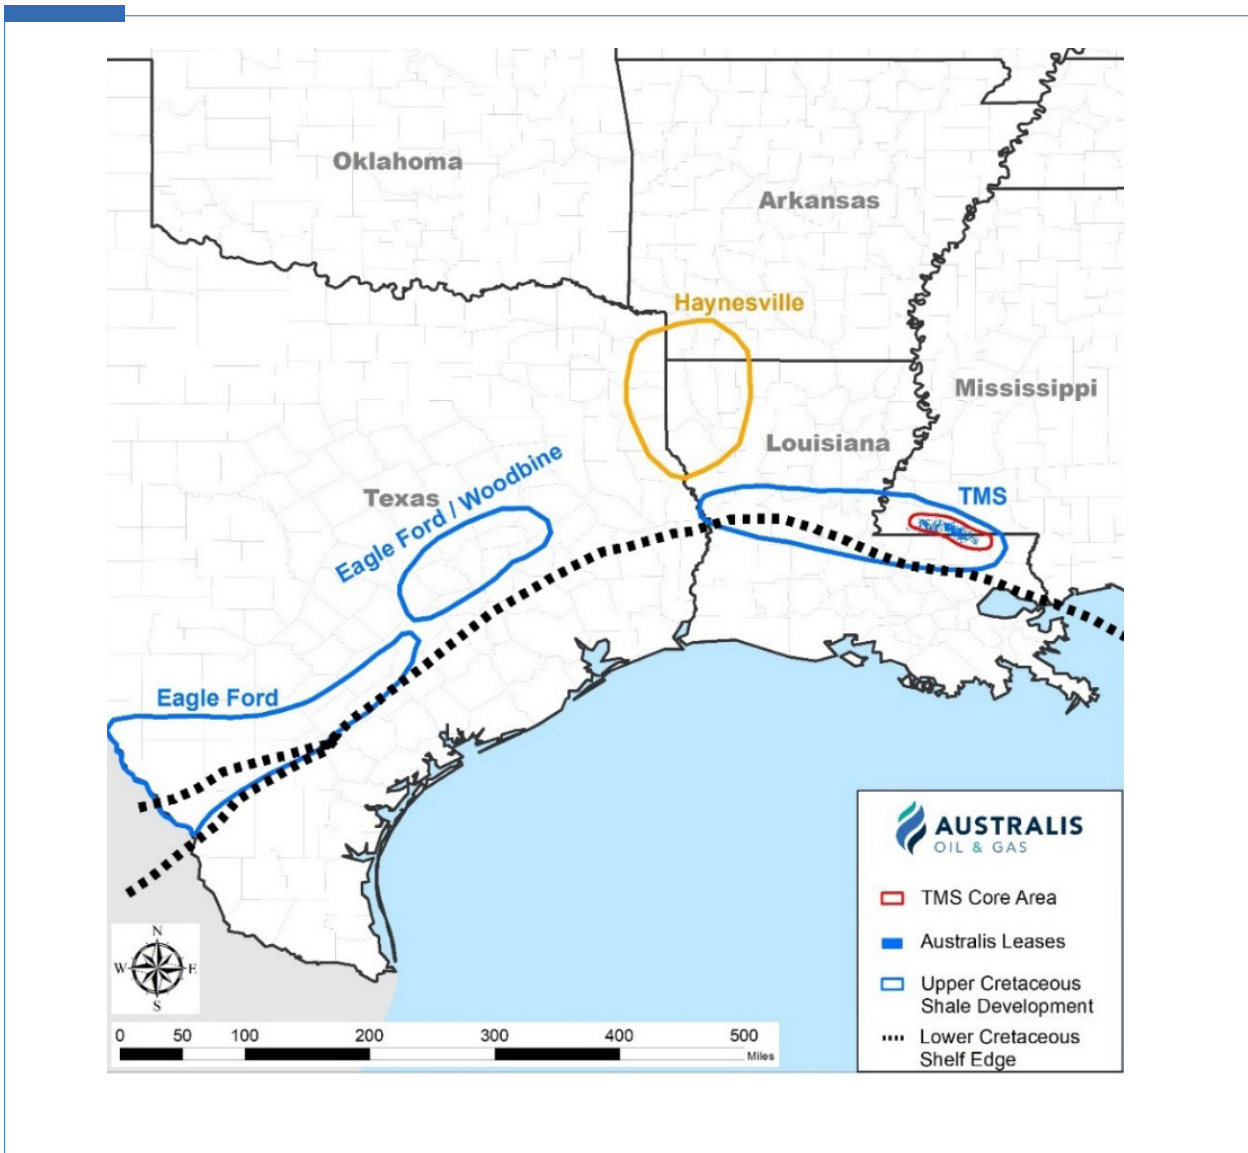 Oklahoma
Arkansas
Haynesville
Mississippi
Louisiana
Texas
Eagle Ford / Woodbine
TMS
Eagle Ford
AUSTRALIS
OIL & GAS
TMS Core Area
Australis Leases
Upper Cretaceous
Shale Development
Lower Cretaceous
Shelf Edge
N
W E
S
0 50 100 200 300 400 500
Miles